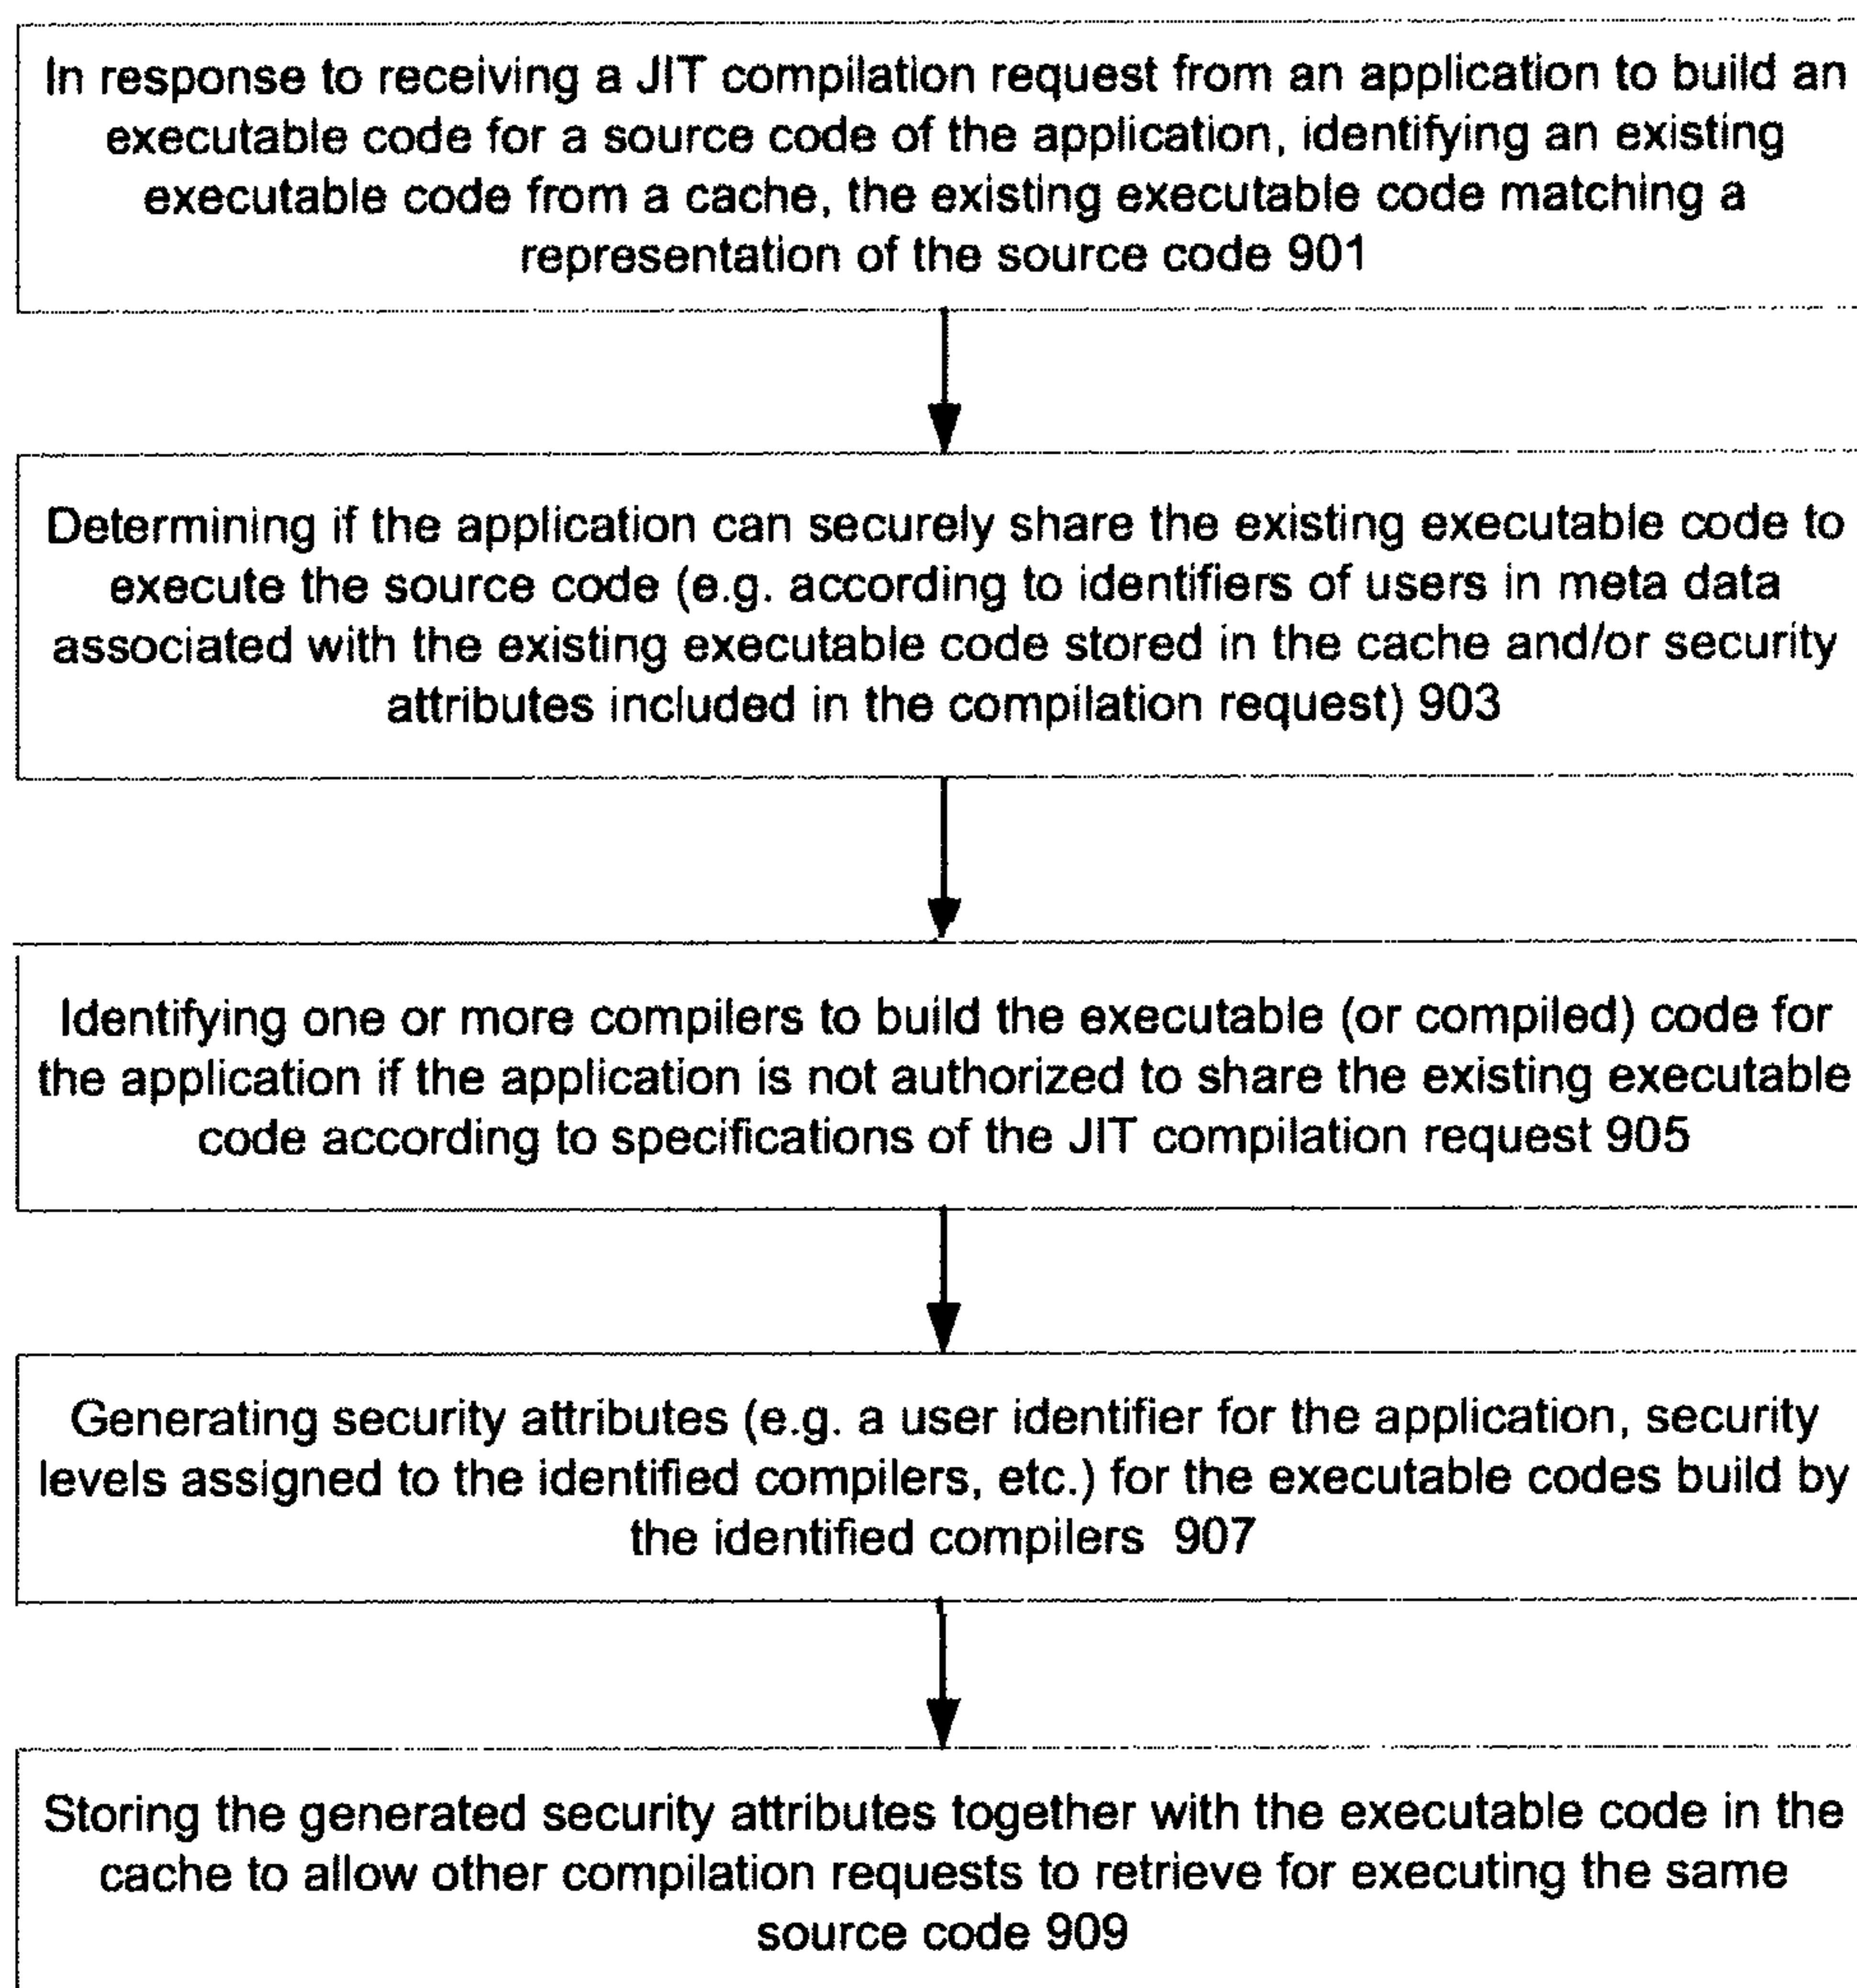 In response to receiving a JIT compilation request from an application to build an
executable code for a source code of the application, identifying an existing
executable code from a cache, the existing executable code matching a
representation of the source code 901
Determining if the application can securely share the existing executable code to
execute the source code (e.g. according to identifiers of users in meta data
associated with the existing executable code stored in the cache and/or security
attributes included in the compilation request) 903
Identifying one or more compilers to build the executable (or compiled) code for
the application if the application is not authorized to share the existing executable
code according to specifications of the JIT compilation request 905
Generating security attributes (e.g. a user identifier for the application, security
levels assigned to the identified compilers, etc.) for the executable codes build by
the identified compilers 907
Storing the generated security attributes together with the executable code in the
cache to allow other compilation requests to retrieve for executing the same
source code 909